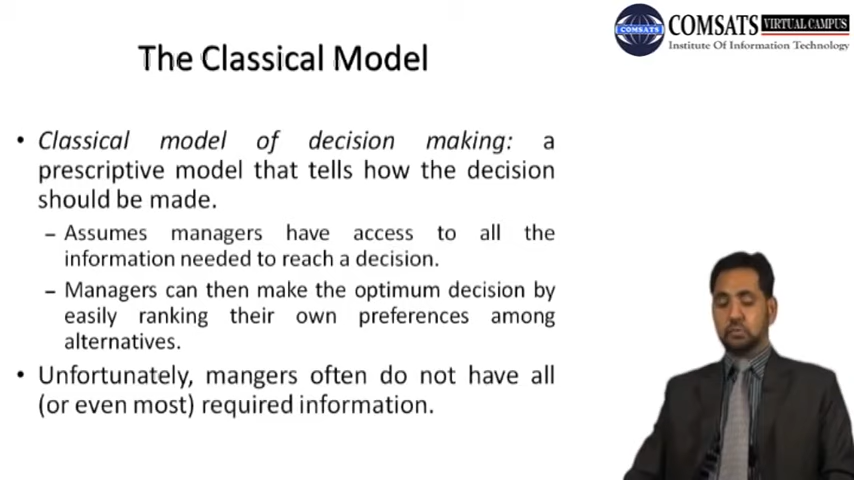 COMSATS
COMSATS VIRTUAL CAMPUS
Institute Of Information Technology
The Classical Model
• Classical model of decision making: a
prescriptive model that tells how the decision
should be made.
– Assumes managers have access to all the
information needed to reach a decision.
– Managers can then make the optimum decision by
easily ranking their own preferences among
alternatives.
• Unfortunately, mangers often do not have all
(or even most) required information.